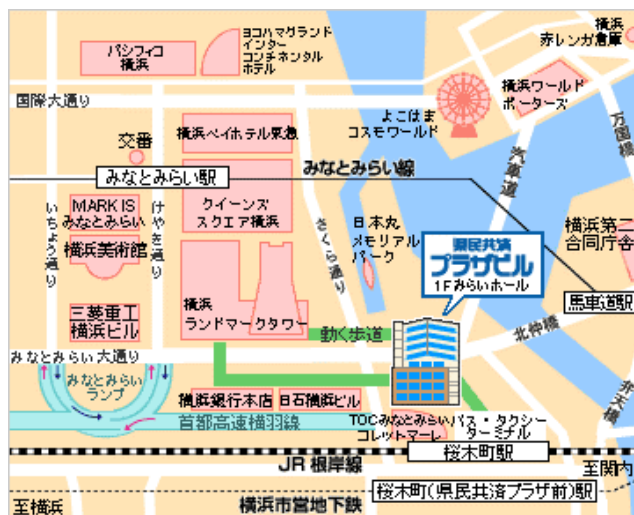 ヨコハマグランド
インター
コンチネンタル
ホテル
パシフィコ
横浜
横浜
赤レンガ倉庫
横浜ワールド
ポーターズ
国際大通り
よこはま
コスモワールド
万国橋
汽車道
交番
横浜ベイホテル東急
みなとみらい駅
みなとみらい線
MARK IS
みなとみらい
いちょう通り
けやき通り
クイーンズ
スクエア横浜
さくら通り
日本丸
メモリアル
パーク
横浜第二
合同庁舎
横浜美術館
県民共済
プラザビル
1Fみらいホール
馬車道駅
三菱重工
横浜ビル
横浜
ランドマークタワー
動く歩道
北仲橋
みなとみらい大通り
みなとみらい
ランプ
弁天橋
横浜銀行本店
日石横浜ビル
首都高速横羽線
TOCみなとみらい
コレットマーレ
バス・タクシー
ターミナル
桜木町駅
JR 根岸線
至関内
至横浜
横浜市営地下鉄
桜木町(県民共済プラザ前)駅